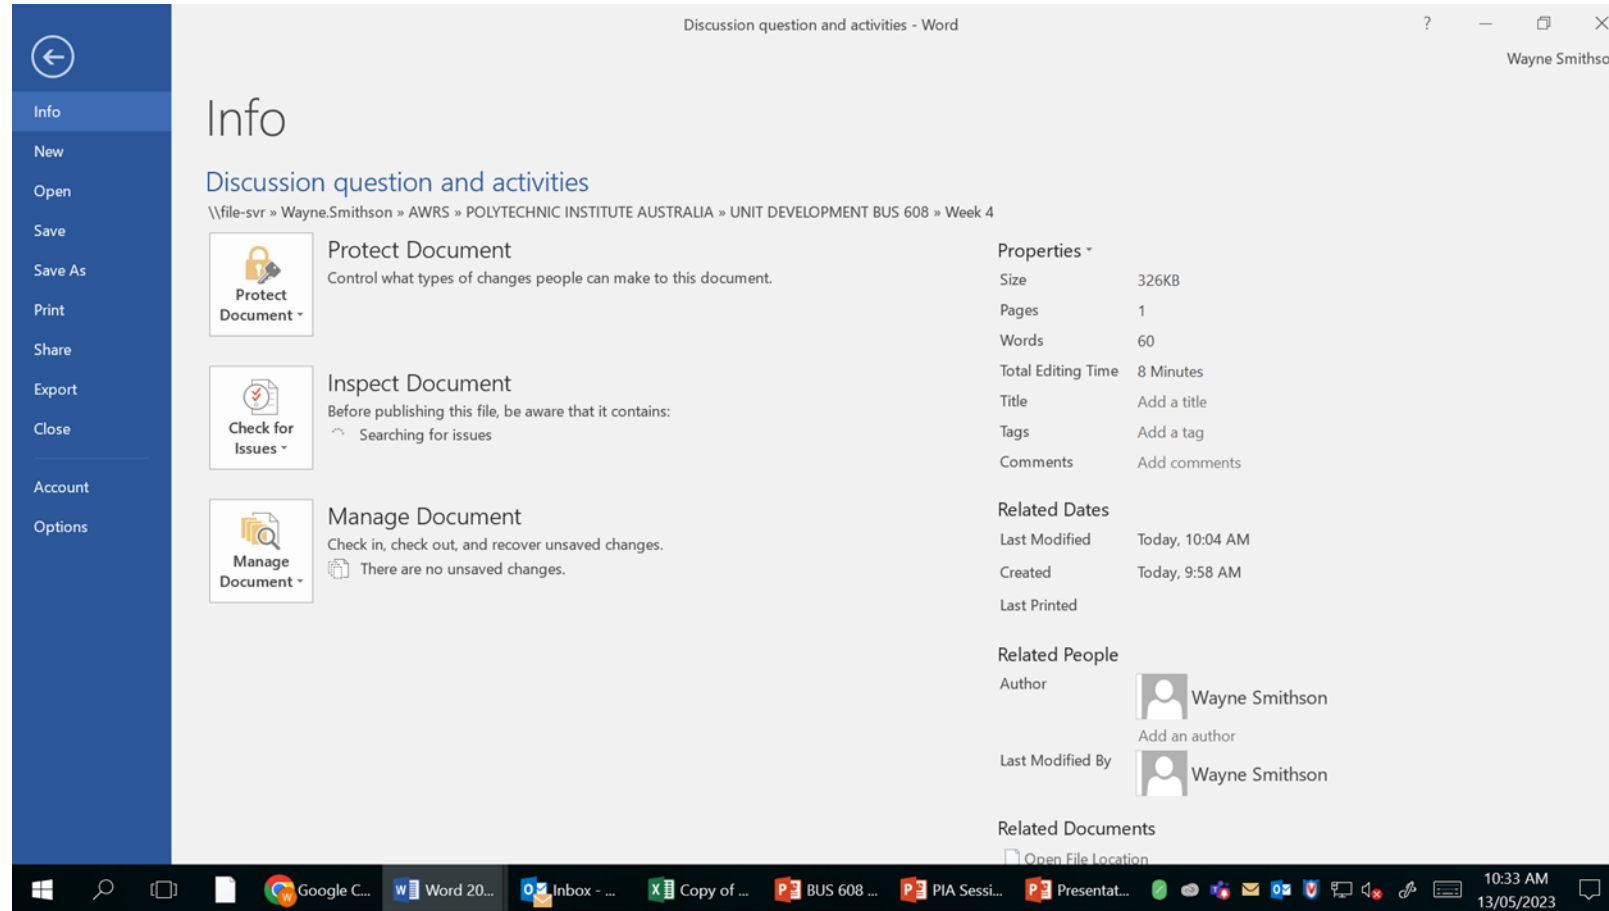 Discussion question and activities - Word
?
Wayne Smithso
Info
New
Open
Save
Save As
Print
Share
Export
Close
Account
Options
Info
Discussion question and activities
\\file-svr » Wayne.Smithson » AWRS » POLYTECHNIC INSTITUTE AUSTRALIA » UNIT DEVELOPMENT BUS 608 » Week 4
Protect
Document
Protect Document
Control what types of changes people can make to this document.
Check for
Issues
Inspect Document
Before publishing this file, be aware that it contains:
Searching for issues
Manage
Document
Manage Document
Check in, check out, and recover unsaved changes.
There are no unsaved changes.
Properties
Size 326KB
Pages 1
Words 60
Total Editing Time 8 Minutes
Title Add a title
Tags Add a tag
Comments Add comments
Related Dates
Last Modified Today, 10:04 AM
Created Today, 9:58 AM
Last Printed
Related People
Author Wayne Smithson
Add an author
Last Modified By Wayne Smithson
Related Documents
Open File Location
Google C... Word 20... Inbox - ... Copy of ... BUS 608 ... PIA Sessi... Presentat... 10:33 AM
13/05/2023